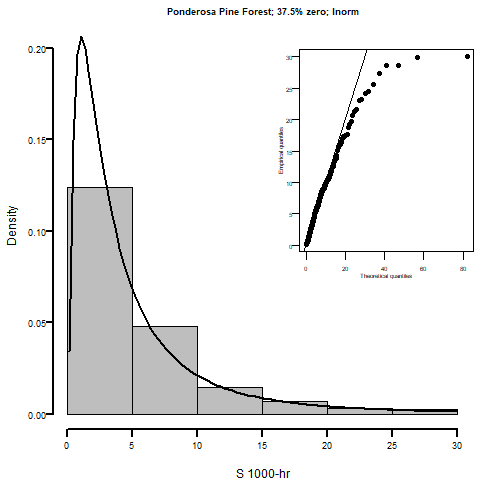 Ponderosa Pine Forest; 37.5% zero; lnorm
Density
0.20
0.15
0.10
0.05
0.00
0 5 10 15 20 25 30
S 1000-hr
Empirical quantiles
30
25
20
15
10
5
0
0 20 40 60 80
Theoretical quantiles